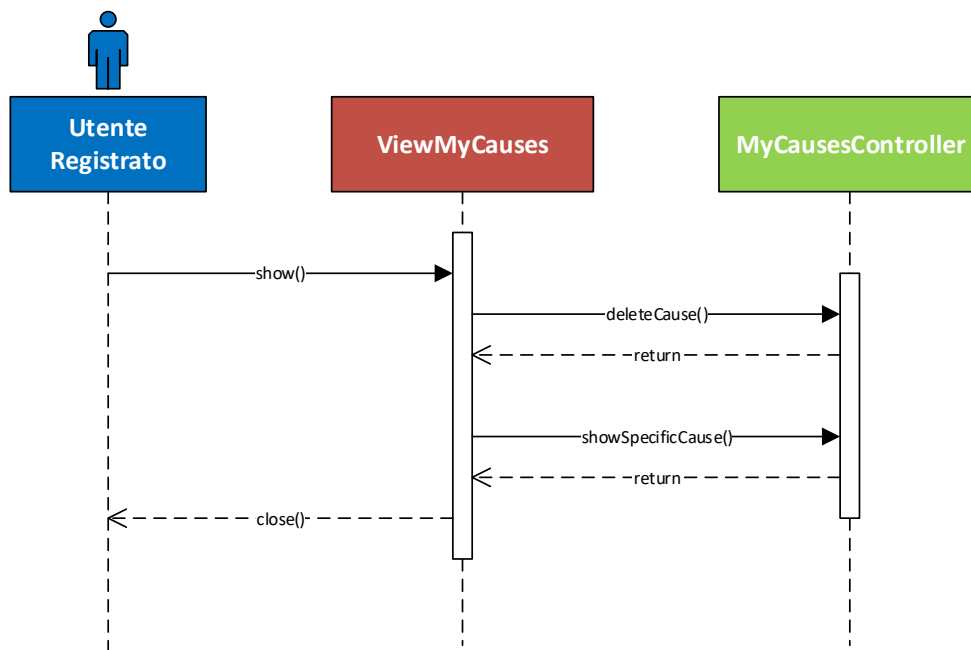 Utente
Registrato
ViewMyCauses
MyCausesController
show()
deleteCause()
return
showSpecificCause()
return
close()